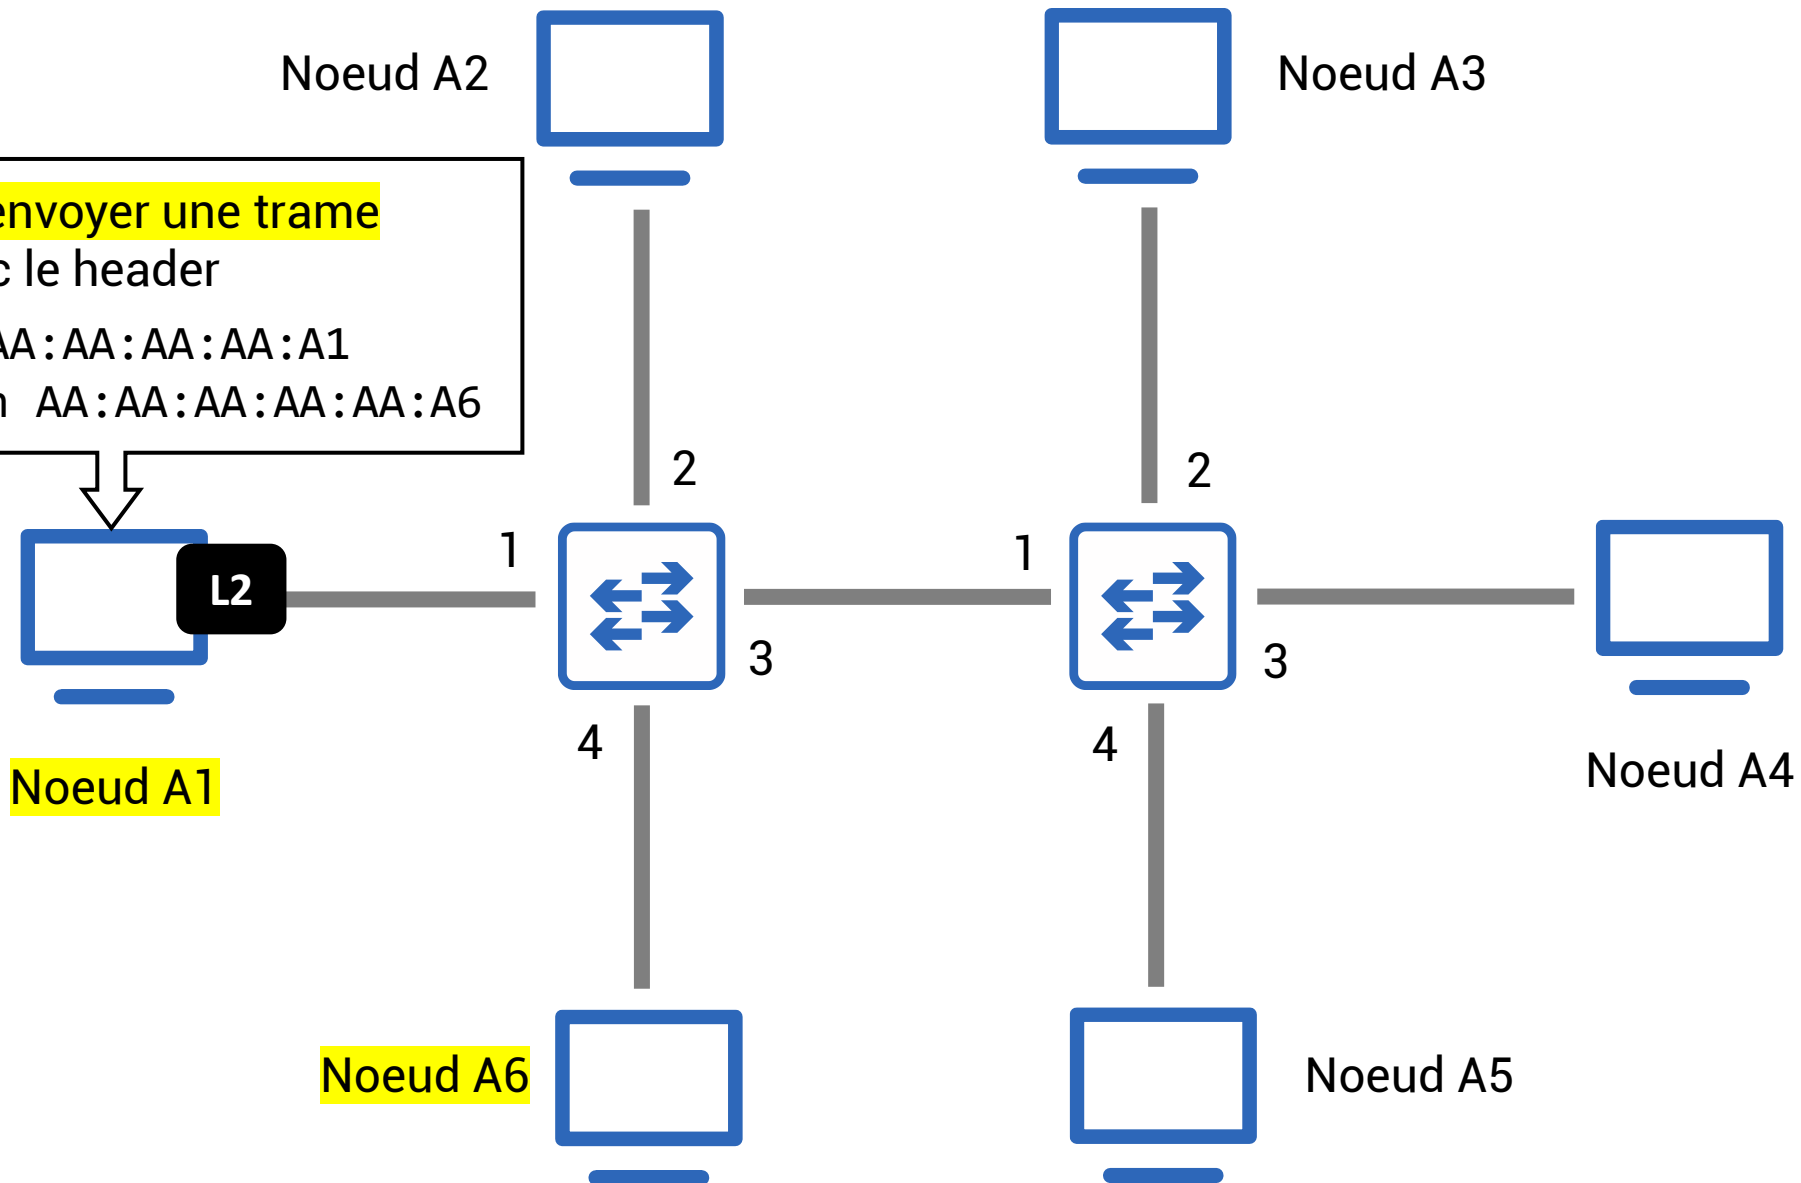 Noeud A2
Noeud A3
envoyer une trame
le header
AA:AA:AA:A1
AA:AA:AA:AA:AA:A6
2
2
1
1
L2
3
3
4
4
Noeud A1
Noeud A4
Noeud A6
Noeud A5